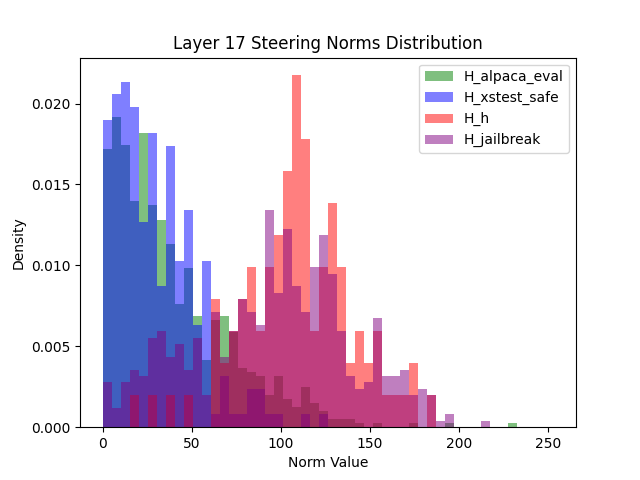 Layer 17 Steering Norms Distribution
H_alpaca_eval
H_xstest_safe
H_h
H_jailbreak
Density
0.020
0.015
0.010
0.005
0.000
0
50
100
150
200
250
Norm Value